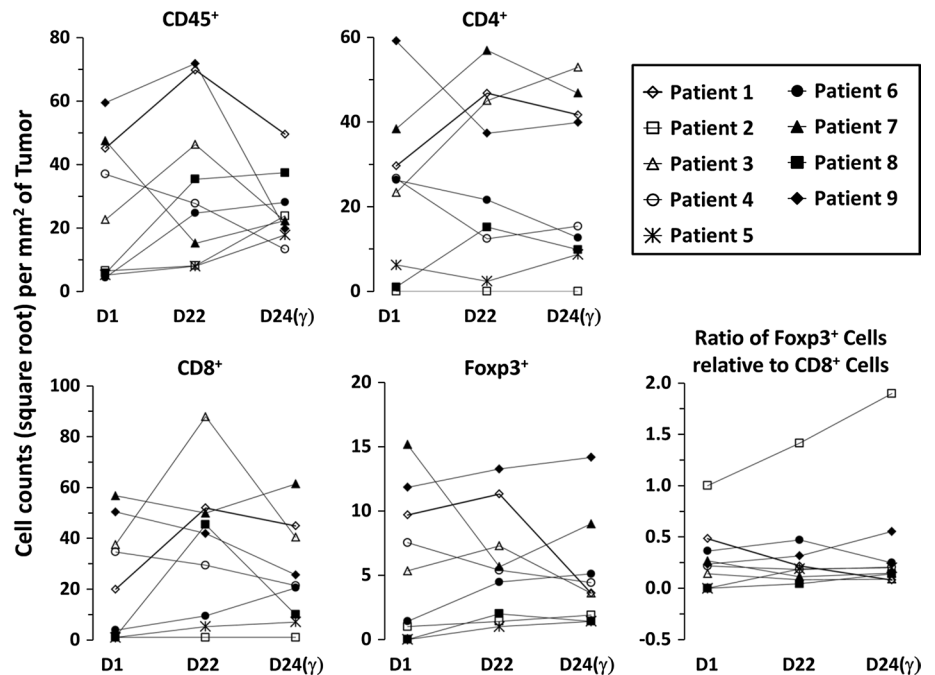 CD45⁺
CD4⁺
80
60
40
20
0
D1 D22 D24(γ)
60
40
20
0
D1 D22 D24(γ)
Patient 1
Patient 2
Patient 3
Patient 4
Patient 5
Patient 6
Patient 7
Patient 8
Patient 9
Cell counts (square root) per mm² of Tumor
CD8⁺
100
80
60
40
20
0
D1 D22 D24(γ)
Foxp3⁺
20
15
10
5
0
D1 D22 D24(γ)
Ratio of Foxp3⁺ Cells
relative to CD8⁺ Cells
2.0
1.5
1.0
0.5
0.0
-0.5
D1 D22 D24(γ)